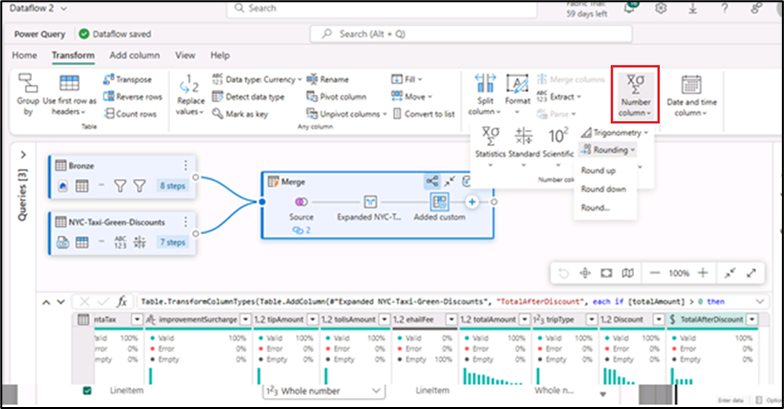 Dataflow 2
Search
59 days left
Power Query
Dataflow saved
Search (Alt + Q)
Home Transform Add column View Help
Group by
Use first row as headers
Transpose
Reverse rows
Count rows
Table
Replace values
Data type: Currency
Detect data type
Mark as key
Rename
Pivot column
Unpivot columns
Fill
Move
Convert to list
Any column
Split column
Format
Merge columns
Extract
Parse
Number column
Date and time column
Statistics
Standard
Scientific
Trigonometry
Rounding
Round up
Round down
Round...
Queries [3]
Bronze
8 steps
NYC-Taxi-Green-Discounts
7 steps
Merge
Source
Expanded NYC-T...
Added custom
2
100%
fx Table.TransformColumnTypes(Table.AddColumn(#"Expanded NYC-Taxi-Green-Discounts", "TotalAfterDiscount", each if [totalAmount] > 0 then
ntaTax improvementSurcharge 1.2 tipAmount 1.2 tollsAmount ehailFee 1.2 totalAmount 1²3 tripType 1.2 Discount $ TotalAfterDiscount
Valid 100% Valid 100% Valid 100% Valid 100% Valid 0% Valid 100% Valid 100% Valid 100% Valid 100%
Error 0% Error 0% Error 0% Error 0% Error 0% Error 0% Error 0% Error 0% Error 0%
Empty 0% Empty 0% Empty 0% Empty 0% Empty 100% Empty 0% Empty 0% Empty 0% Empty 0%
LineItem 1²3 Whole number LineItem Whole n...
Enter data